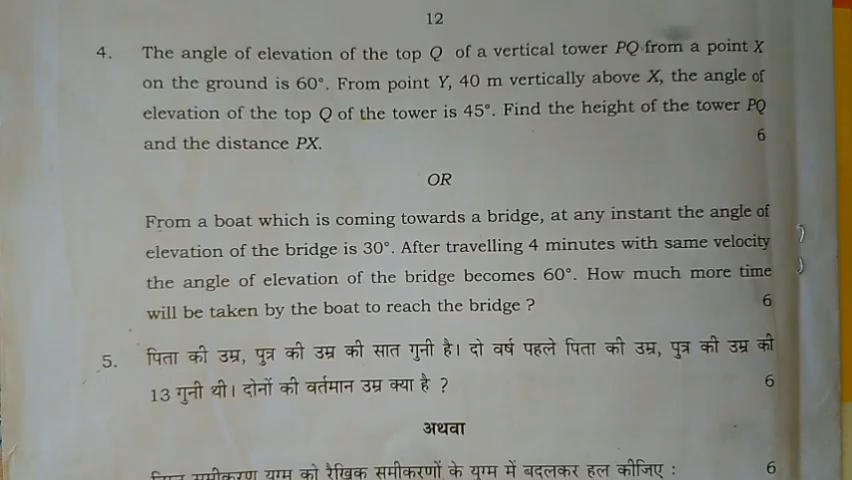 12
4. The angle of elevation of the top Q of a vertical tower PQ from a point X
on the ground is 60°. From point Y, 40 m vertically above X, the angle of
elevation of the top Q of the tower is 45°. Find the height of the tower PQ
and the distance PX. 6
OR
From a boat which is coming towards a bridge, at any instant the angle of
elevation of the bridge is 30°. After travelling 4 minutes with same velocity
the angle of elevation of the bridge becomes 60°. How much more time
will be taken by the boat to reach the bridge ? 6
5. पिता की उम्र, पुत्र की उम्र की सात गुनी है। दो वर्ष पहले पिता की उम्र, पुत्र की उम्र की
13 गुनी थी। दोनों की वर्तमान उम्र क्या है ? 6
अथवा
समीकरण युग्म को रैखिक समीकरणों के युग्म में बदलकर हल कीजिए : 6